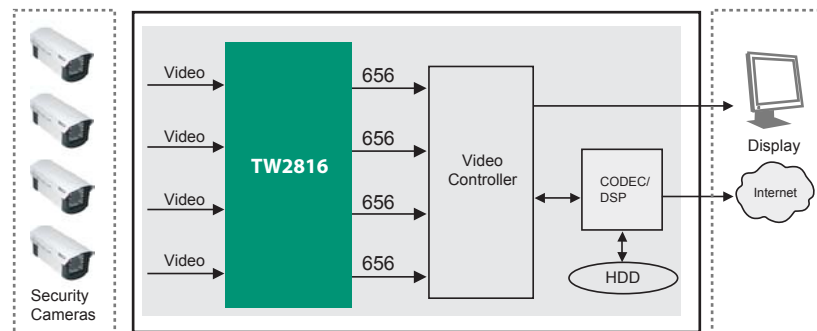 Video
656
Video
656
Video
656
Video
656
TW2816
Video
Controller
CODEC/
DSP
HDD
Display
Internet
Security
Cameras